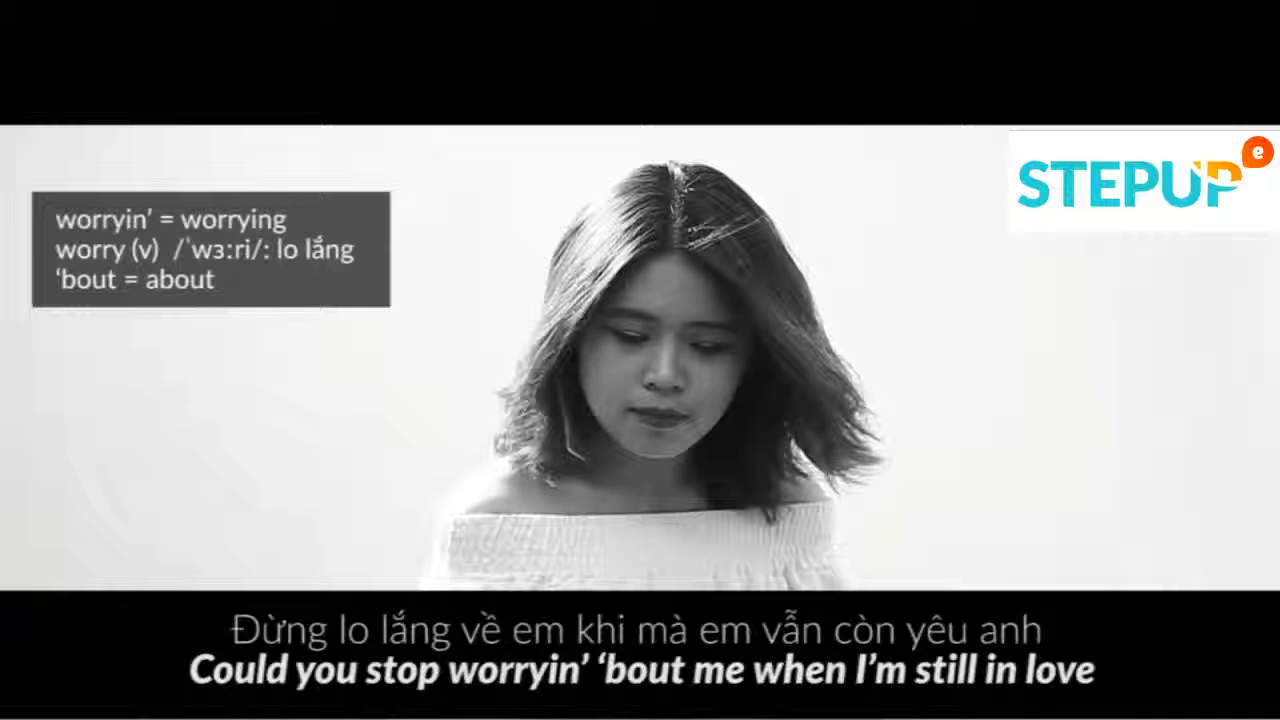 STEPUP
e
worryin’ = worrying
worry (v) /ˈwɜːri/: lo lắng
‘bout = about
Đừng lo lắng về em khi mà em vẫn còn yêu anh
Could you stop worryin’ ‘bout me when I’m still in love